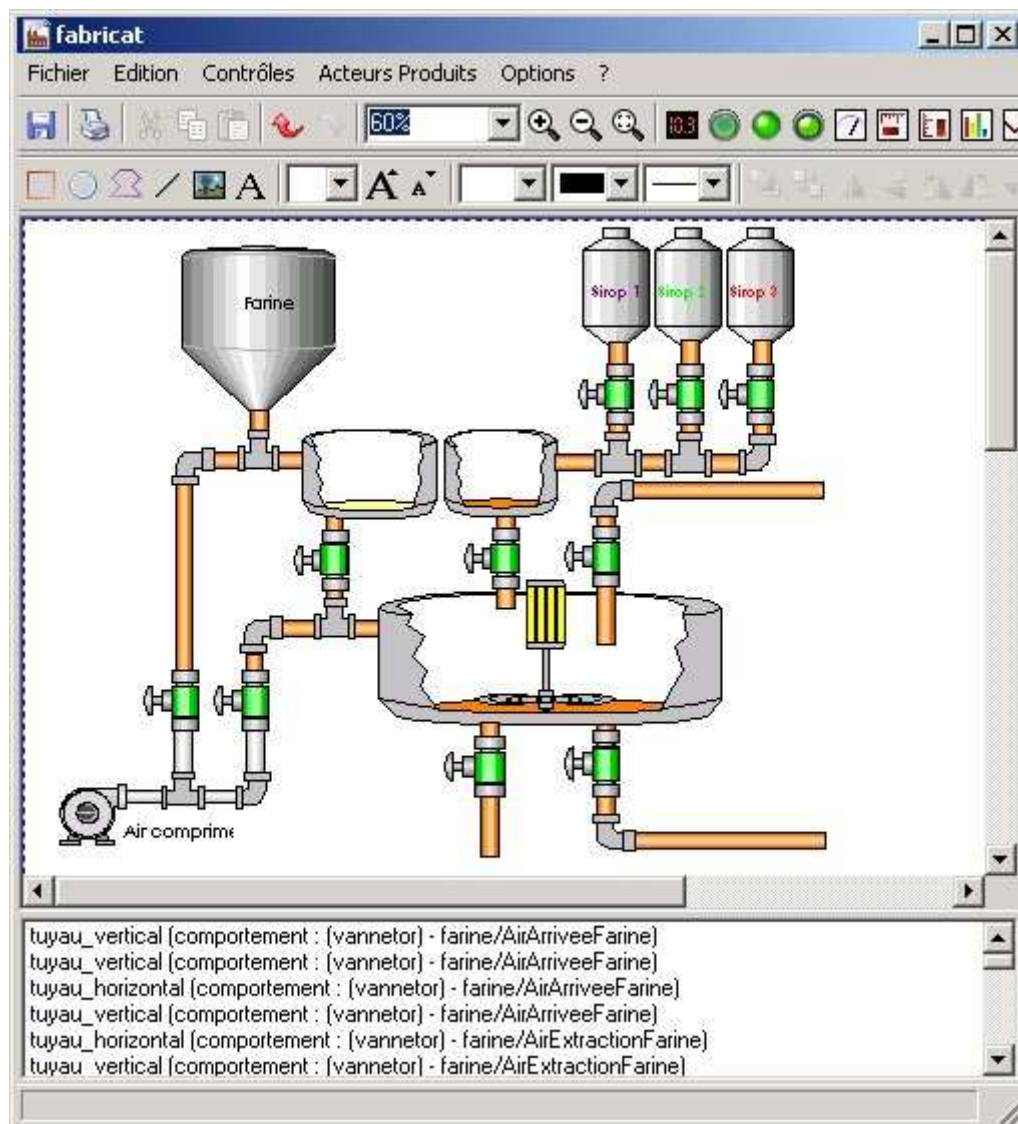 fabricat
Fichier Edition Contrôles Acteurs Produits Options ?
60% 10.3
A A A
Farine
Sirop 1 Sirop 2 Sirop 3
Air comprime
tuyau_vertical (comportement : (vannetor) - farine/AirArriveeFarine)
tuyau_vertical (comportement : (vannetor) - farine/AirArriveeFarine)
tuyau_horizontal (comportement : (vannetor) - farine/AirArriveeFarine)
tuyau_vertical (comportement : (vannetor) - farine/AirArriveeFarine)
tuyau_horizontal (comportement : (vannetor) - farine/AirExtractionFarine)
tuyau_vertical (comportement : (vannetor) - farine/AirExtractionFarine)